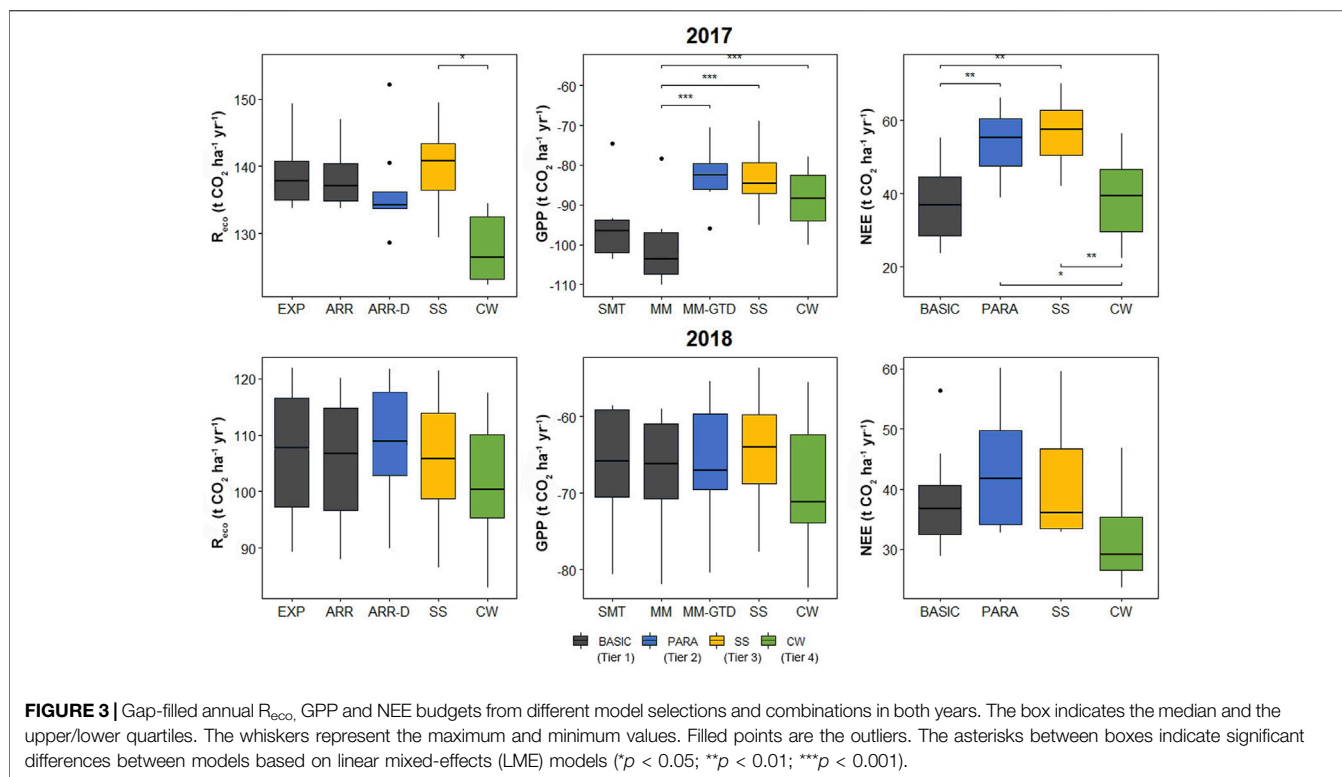 2017
R_eco (t CO₂ ha⁻¹ yr⁻¹)
150
140
130
EXP ARR ARR-D SS CW
*
GPP (t CO₂ ha⁻¹ yr⁻¹)
-60
-70
-80
-90
-100
-110
SMT MM MM-GTD SS CW
***
***
***
NEE (t CO₂ ha⁻¹ yr⁻¹)
60
40
20
BASIC PARA SS CW
**
**
**
*
2018
R_eco (t CO₂ ha⁻¹ yr⁻¹)
120
110
100
90
EXP ARR ARR-D SS CW
GPP (t CO₂ ha⁻¹ yr⁻¹)
-60
-70
-80
SMT MM MM-GTD SS CW
NEE (t CO₂ ha⁻¹ yr⁻¹)
60
50
40
30
BASIC PARA SS CW
BASIC PARA SS CW
(Tier 1) (Tier 2) (Tier 3) (Tier 4)
FIGURE 3 | Gap-filled annual R_eco, GPP and NEE budgets from different model selections and combinations in both years. The box indicates the median and the
upper/lower quartiles. The whiskers represent the maximum and minimum values. Filled points are the outliers. The asterisks between boxes indicate significant
differences between models based on linear mixed-effects (LME) models (*p < 0.05; **p < 0.01; ***p < 0.001).